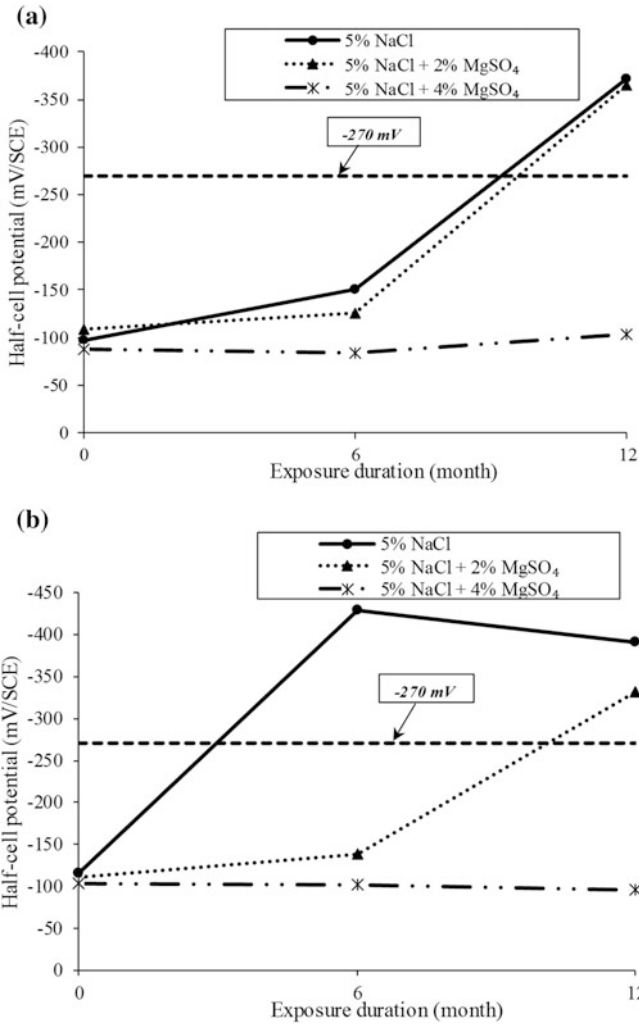 (a)
5% NaCl
5% NaCl + 2% MgSO₄
5% NaCl + 4% MgSO₄
-270 mV
Half-cell potential (mV/SCE)
-400
-350
-300
-250
-200
-150
-100
-50
0
0 6 12
Exposure duration (month)
(b)
5% NaCl
5% NaCl + 2% MgSO₄
5% NaCl + 4% MgSO₄
-270 mV
Half-cell potential (mV/SCE)
-450
-400
-350
-300
-250
-200
-150
-100
-50
0
0 6 12
Exposure duration (month)